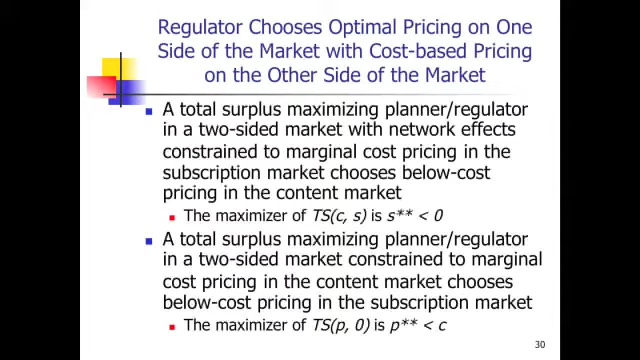 Regulator Chooses Optimal Pricing on One
Side of the Market with Cost-based Pricing
on the Other Side of the Market
A total surplus maximizing planner/regulator
in a two-sided market with network effects
constrained to marginal cost pricing in the
subscription market chooses below-cost
pricing in the content market
The maximizer of TS(c, s) is s** < 0
A total surplus maximizing planner/regulator
in a two-sided market constrained to marginal
cost pricing in the content market chooses
below-cost pricing in the subscription market
The maximizer of TS(p, 0) is p** < c
30